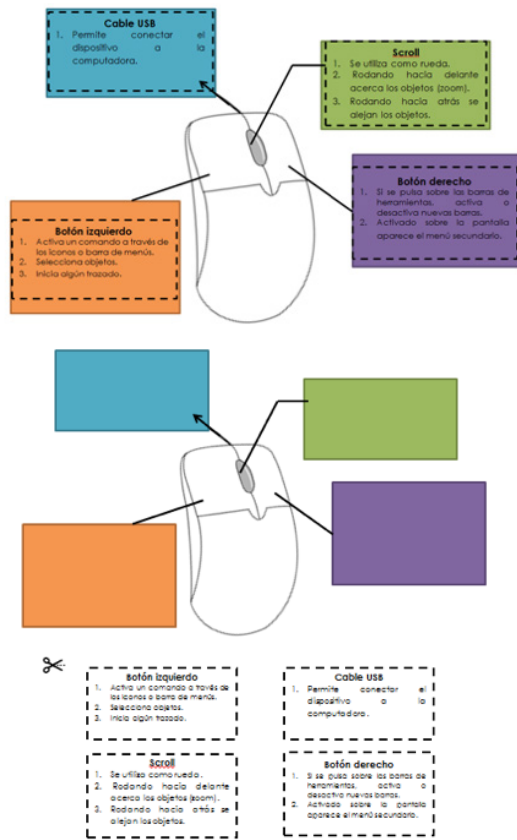 Cable USB
1. Permite conectar el
dispositivo a la
computadora.
Scroll
1. Se utiliza como rueda.
2. Rodando hacia delante
acerca los objetos (zoom).
3. Rodando hacia atrás se
alejan los objetos.
Botón derecho
1. Si se pulsa sobre las barras de
herramientas, activa o
desactiva nuevas barras.
2. Activado sobre la pantalla
aparece el menú secundario.
Botón izquierdo
1. Activa un comando a través de
los iconos o barra de menús.
2. Selecciona objetos.
3. Inicia algún trazado.
Botón izquierdo
1. Activa un comando a través de
los iconos o barra de menús.
2. Selecciona objetos.
3. Inicia algún trazado.
Cable USB
1. Permite conectar el
dispositivo a la
computadora.
Scroll
1. Se utiliza como rueda.
2. Rodando hacia delante
acerca los objetos (zoom).
3. Rodando hacia atrás se
alejan los objetos.
Botón derecho
1. Si se pulsa sobre las barras de
herramientas, activa o
desactiva nuevas barras.
2. Activado sobre la pantalla
aparece el menú secundario.